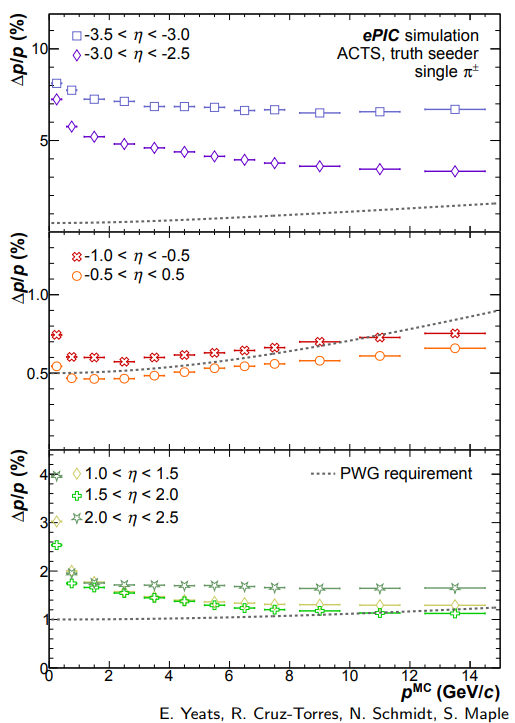 Δp/p (%)
10
5
-3.5 < η < -3.0
-3.0 < η < -2.5
ePIC simulation
ACTS, truth seeder
single π±
Δp/p (%)
1.0
0.5
-1.0 < η < -0.5
-0.5 < η < 0.5
Δp/p (%)
4
3
2
1
0
1.0 < η < 1.5
1.5 < η < 2.0
2.0 < η < 2.5
PWG requirement
0 2 4 6 8 10 12 14
pMC (GeV/c)
E. Yeats, R. Cruz-Torres, N. Schmidt, S. Maple